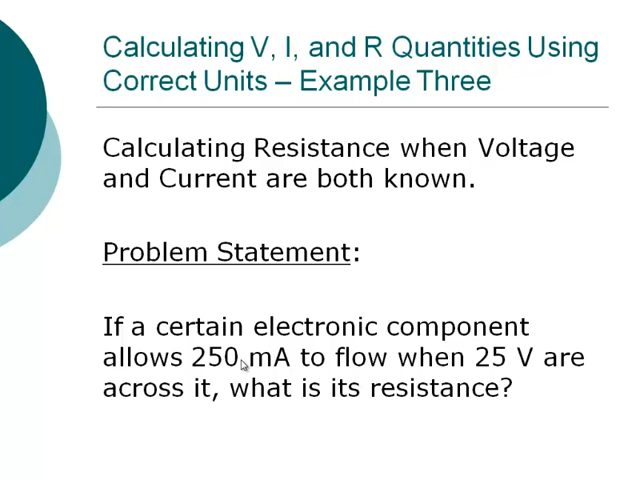 Calculating V, I, and R Quantities Using
Correct Units – Example Three
Calculating Resistance when Voltage
and Current are both known.
Problem Statement:
If a certain electronic component
allows 250 mA to flow when 25 V are
across it, what is its resistance?